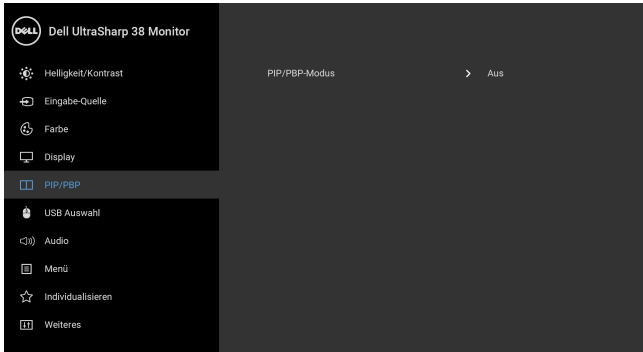 DELL Dell UltraSharp 38 Monitor
Helligkeit/Kontrast PIP/PBP-Modus Aus
Eingabe-Quelle
Farbe
Display
PIP/PBP
USB Auswahl
Audio
Menü
Individualisieren
Weiteres